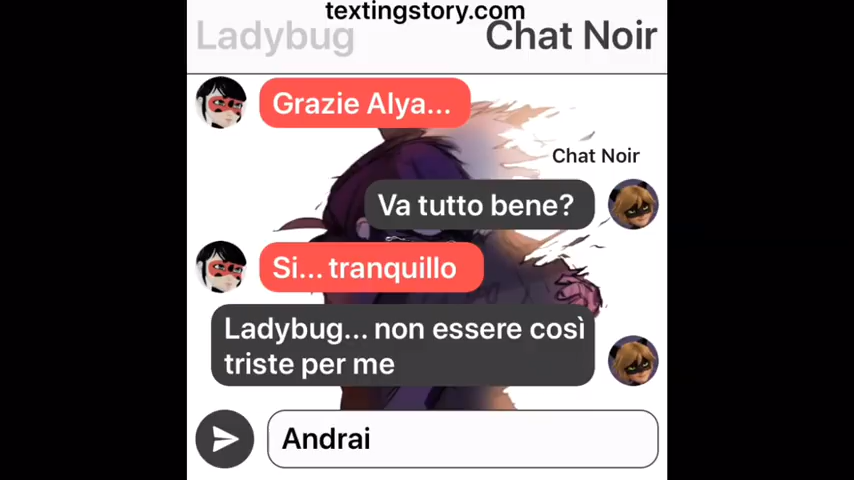 textingstory.com
Ladybug Chat Noir
Grazie Alya...
Chat Noir
Va tutto bene?
Si... tranquillo
Ladybug... non essere così
triste per me
Andrai